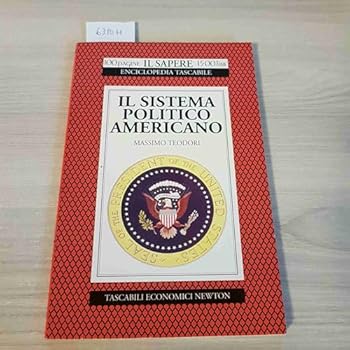 100 PAGINE IL SAPERE 1500 LIRE
ENCICLOPEDIA TASCABILE
IL SISTEMA
POLITICO
AMERICANO
MASSIMO TEODORI
SEAL OF THE PRESIDENT OF THE UNITED STATES
TASCABILI ECONOMICI NEWTON